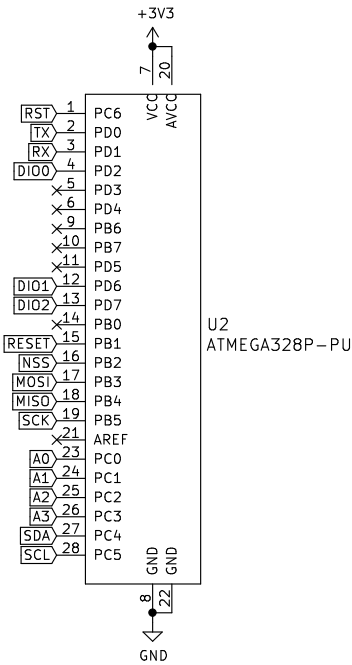 +3V3
7 20
VCC AVCC
RST 1 PC6
TX 2 PD0
RX 3 PD1
DIO0 4 PD2
5 PD3
6 PD4
9 PB6
10 PB7
11 PD5
DIO1 12 PD6
DIO2 13 PD7
14 PB0
RESET 15 PB1
NSS 16 PB2
MOSI 17 PB3
MISO 18 PB4
SCK 19 PB5
21 AREF
A0 23 PC0
A1 24 PC1
A2 25 PC2
A3 26 PC3
SDA 27 PC4
SCL 28 PC5
U2
ATMEGA328P-PU
GND GND
8 22
GND